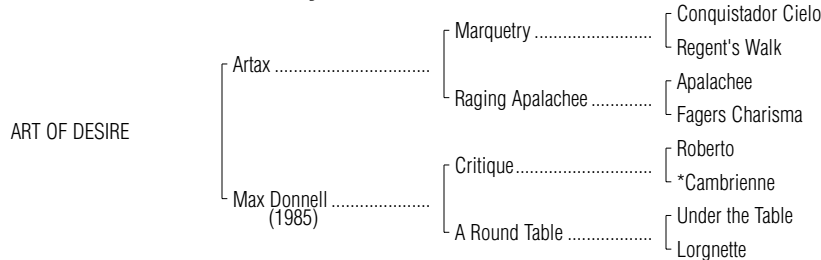 Conquistador Cielo
Marquetry ..........................
Regent's Walk
Artax ..................................
Apalachee
Raging Apalachee .............
Fagers Charisma
ART OF DESIRE
Roberto
Critique..............................
*Cambrienne
Max Donnell ......................
(1985)
Under the Table
A Round Table ..................
Lorgnette